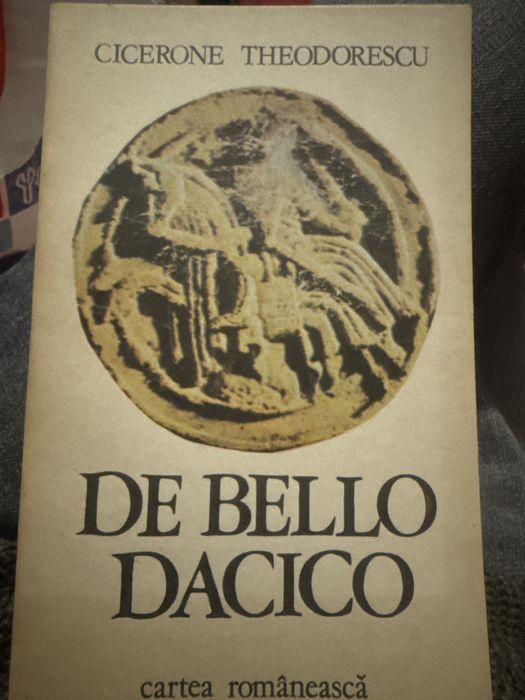 CICERONE THEODORESCU
DE BELLO
DACICO
cartea românească